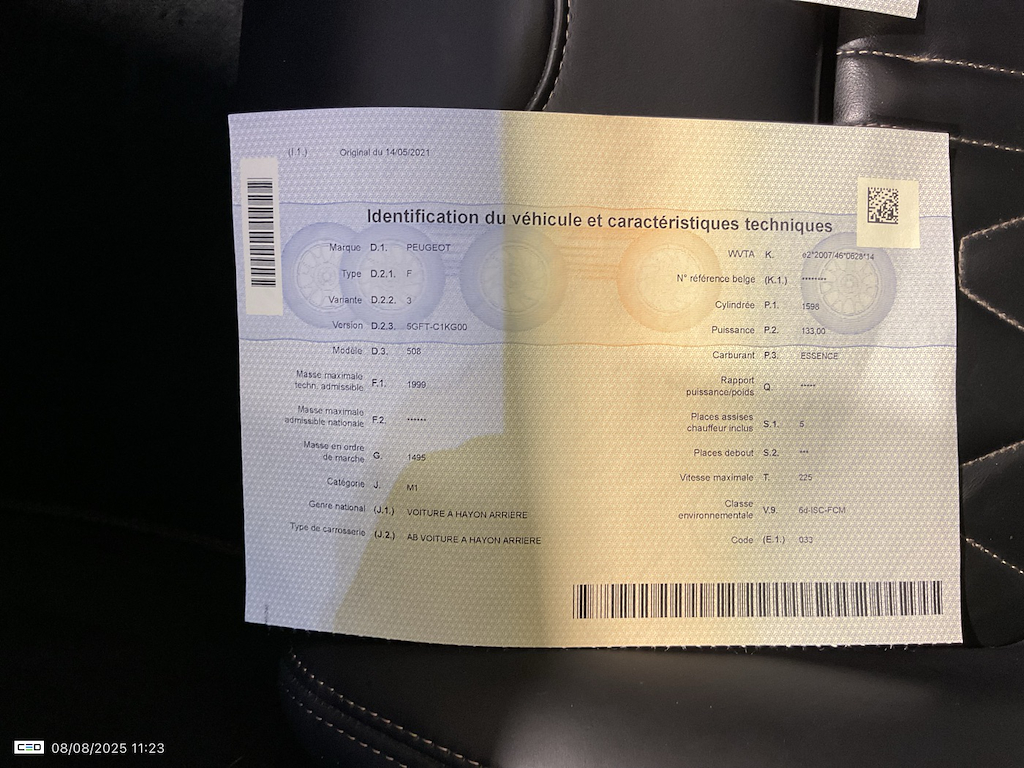 (I.1.) Original du 14/05/2021
Identification du véhicule et caractéristiques techniques
Marque D.1. PEUGEOT
Type D.2.1. F
Variante D.2.2. 3
Version D.2.3. 5GFT-C1KG00
Modèle D.3. 508
Masse maximale
techn. admissible F.1. 1999
Masse maximale
admissible nationale F.2. ******
Masse en ordre
de marche G. 1495
Catégorie J. M1
Genre national (J.1.) VOITURE A HAYON ARRIERE
Type de carrosserie (J.2.) AB VOITURE A HAYON ARRIERE
WVTA K. e2*2007/46*0628*14
N° référence belge (K.1.) ********
Cylindrée P.1. 1598
Puissance P.2. 133,00
Carburant P.3. ESSENCE
Rapport
puissance/poids Q *****
Places assises
chauffeur inclus S.1. 5
Places debout S.2. ***
Vitesse maximale T. 225
Classe
environnementale V.9. 6d-ISC-FCM
Code (E.1.) 033
CEO 08/08/2025 11:23